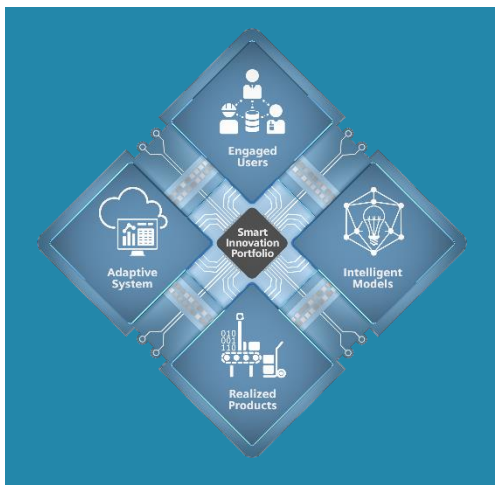 Engaged
Users
Smart
Innovation
Portfolio
Adaptive
System
Intelligent
Models
010
001
110
Realized
Products